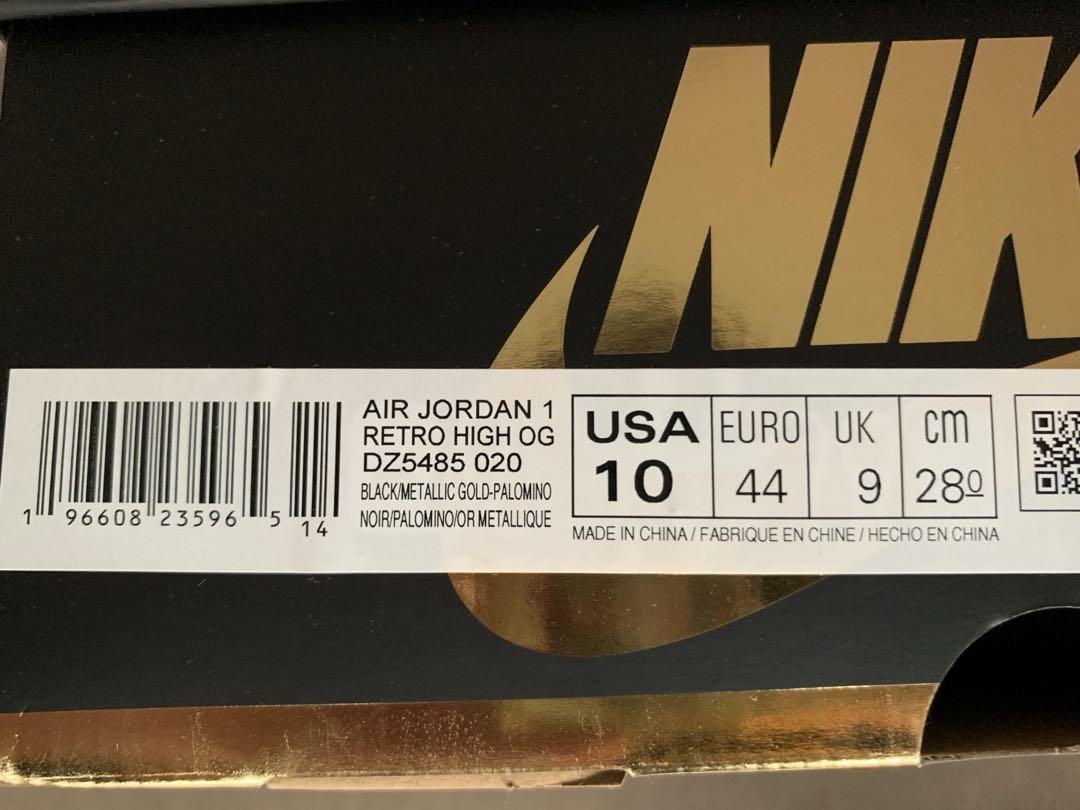 NIK
AIR JORDAN 1
RETRO HIGH OG
DZ5485 020
BLACK/METALLIC GOLD-PALOMINO
NOIR/PALOMINO/OR METALLIQUE
1 96608 23596 5 14
USA EURO UK cm
10 44 9 280
MADE IN CHINA / FABRIQUE EN CHINE / HECHO EN CHINA